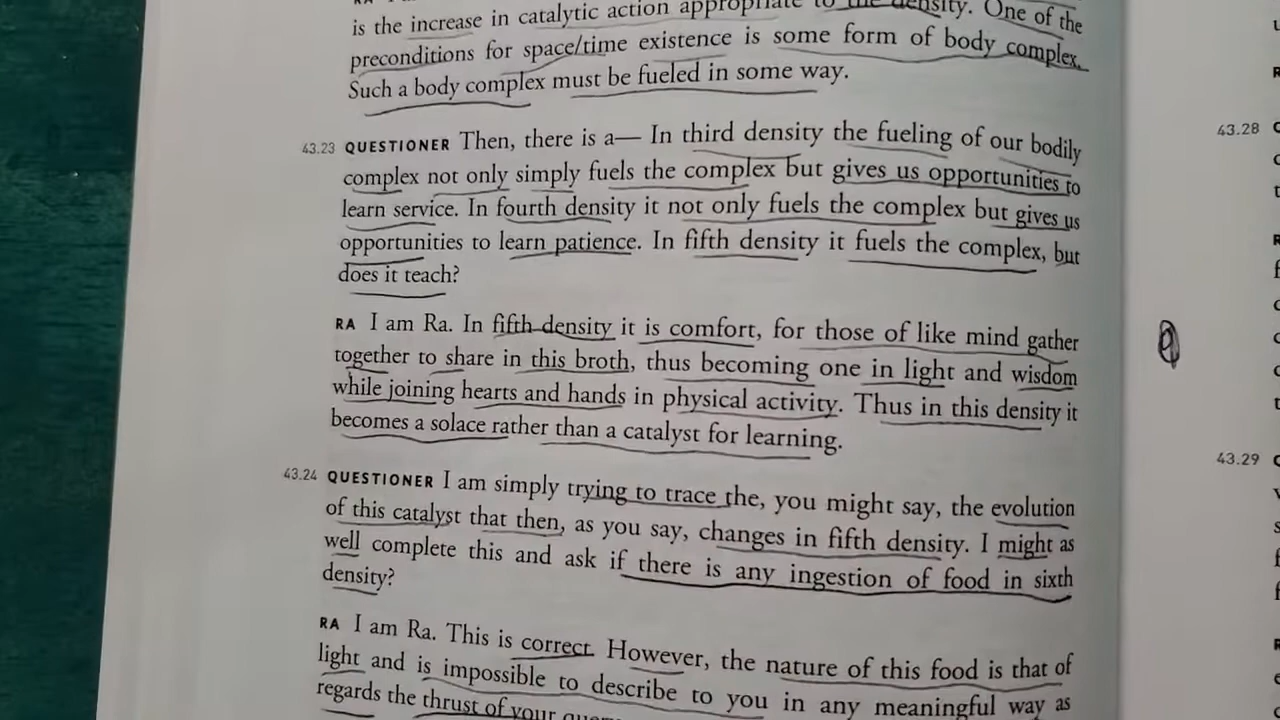 is the increase in catalytic action appropriate to the density. One of the
preconditions for space/time existence is some form of body complex.
Such a body complex must be fueled in some way.
43.23 QUESTIONER Then, there is a— In third density the fueling of our bodily
complex not only simply fuels the complex but gives us opportunities to
learn service. In fourth density it not only fuels the complex but gives us
opportunities to learn patience. In fifth density it fuels the complex, but
does it teach?
RA I am Ra. In fifth density it is comfort, for those of like mind gather
together to share in this broth, thus becoming one in light and wisdom
while joining hearts and hands in physical activity. Thus in this density it
becomes a solace rather than a catalyst for learning.
43.24 QUESTIONER I am simply trying to trace the, you might say, the evolution
of this catalyst that then, as you say, changes in fifth density. I might as
well complete this and ask if there is any ingestion of food in sixth
density?
RA I am Ra. This is correct. However, the nature of this food is that of
light and is impossible to describe to you in any meaningful way as
regards the thrust of your
43.28
43.29